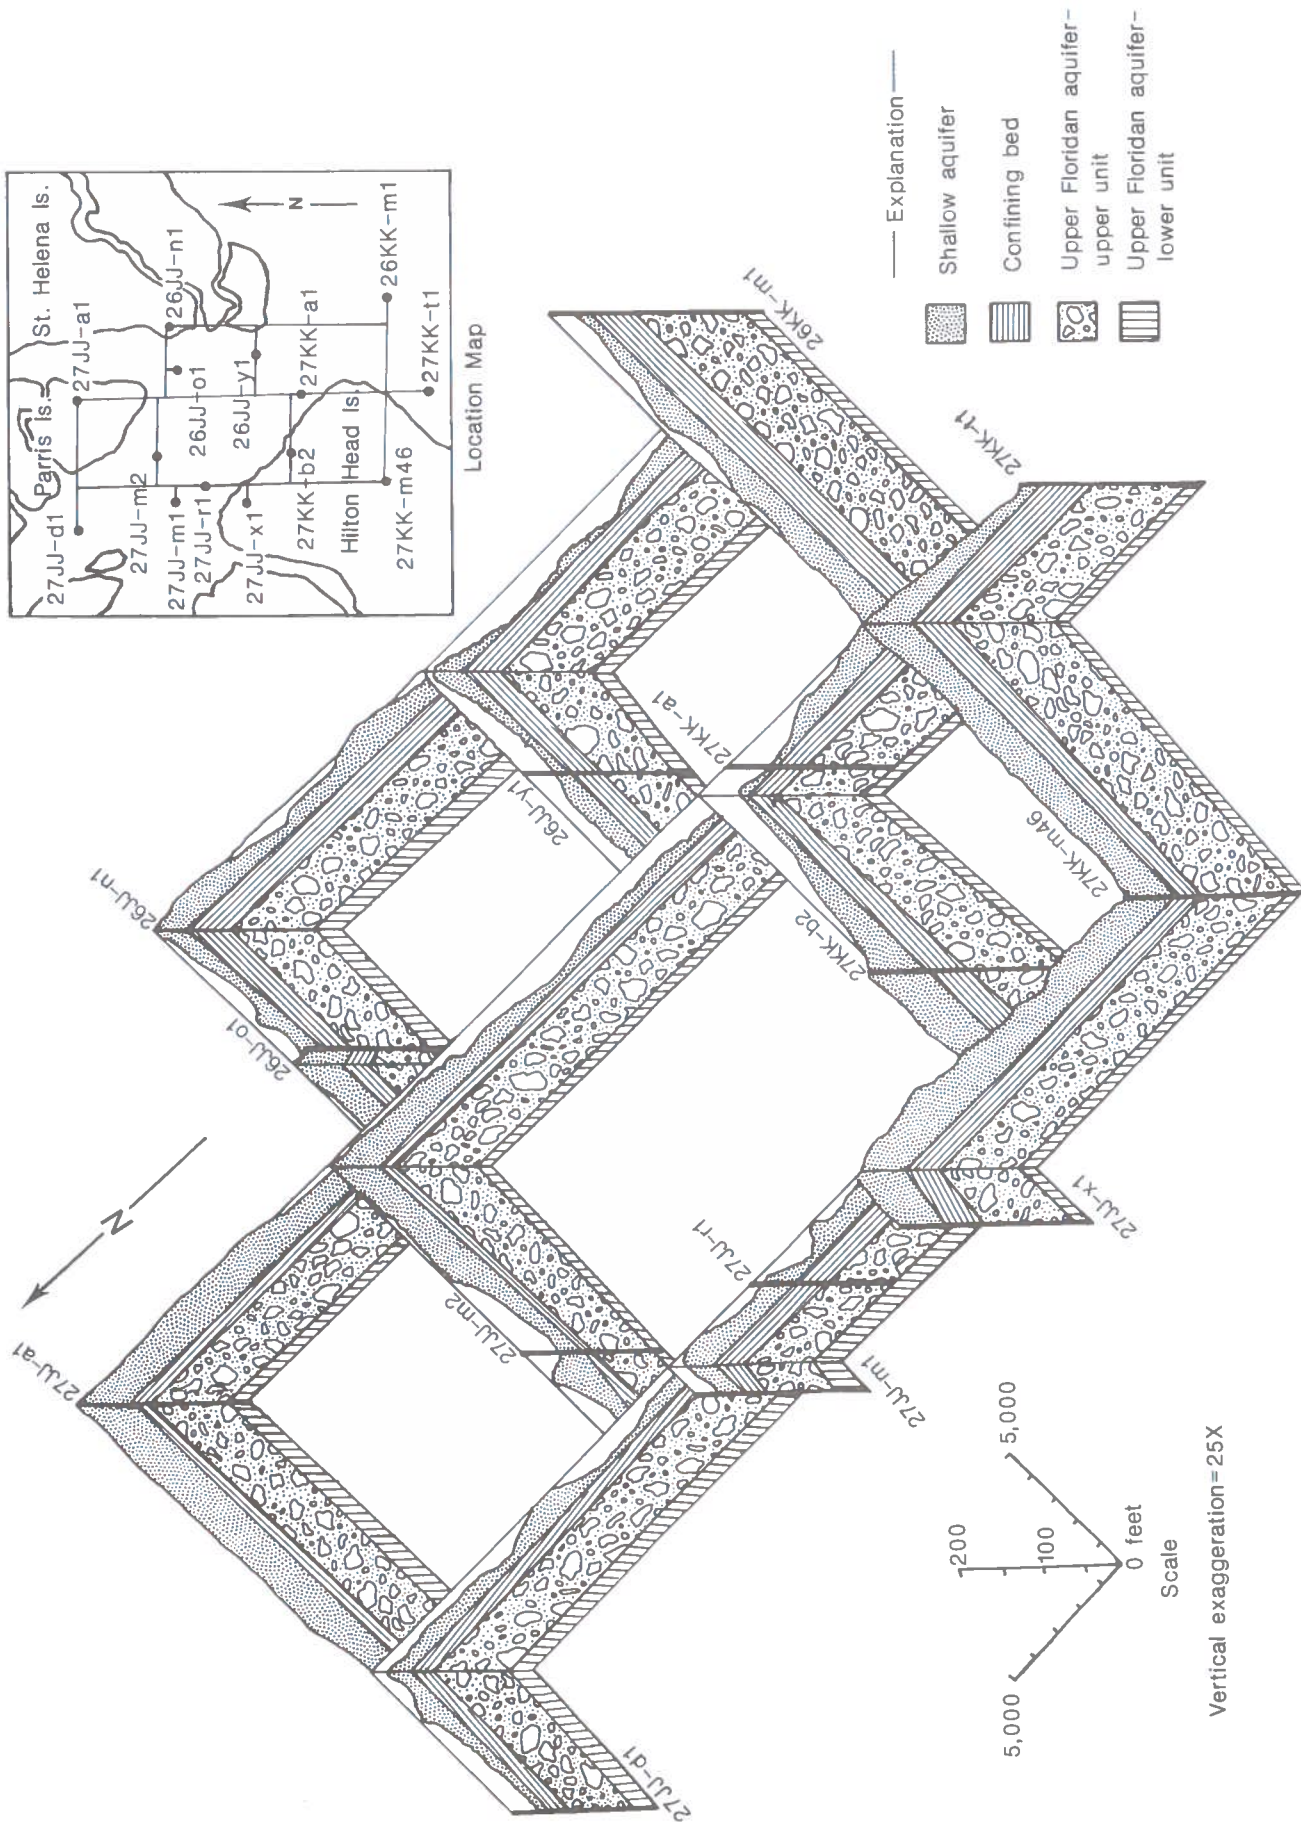 27JJ-d1
Parris Is.
27JJ-a1
St. Helena Is.
27JJ-m2
26JJ-n1
27JJ-m1
26JJ-o1
27JJ-r1
26JJ-y1
27JJ-x1
27KK-a1
27KK-b2
Hilton Head Is.
26KK-m1
27KK-m46
27KK-t1
N
Location Map
Explanation
Shallow aquifer
Confining bed
Upper Floridan aquifer-
upper unit
Upper Floridan aquifer-
lower unit
N
27JJ-a1
26JJ-n1
26JJ-o1
26JJ-y1
27KK-a1
26KK-m1
27KK-t1
27JJ-m2
27KK-b2
27KK-m46
27JJ-r1
27JJ-x1
27JJ-m1
27JJ-d1
200
100
5,000
5,000
0 feet
Scale
Vertical exaggeration=25X